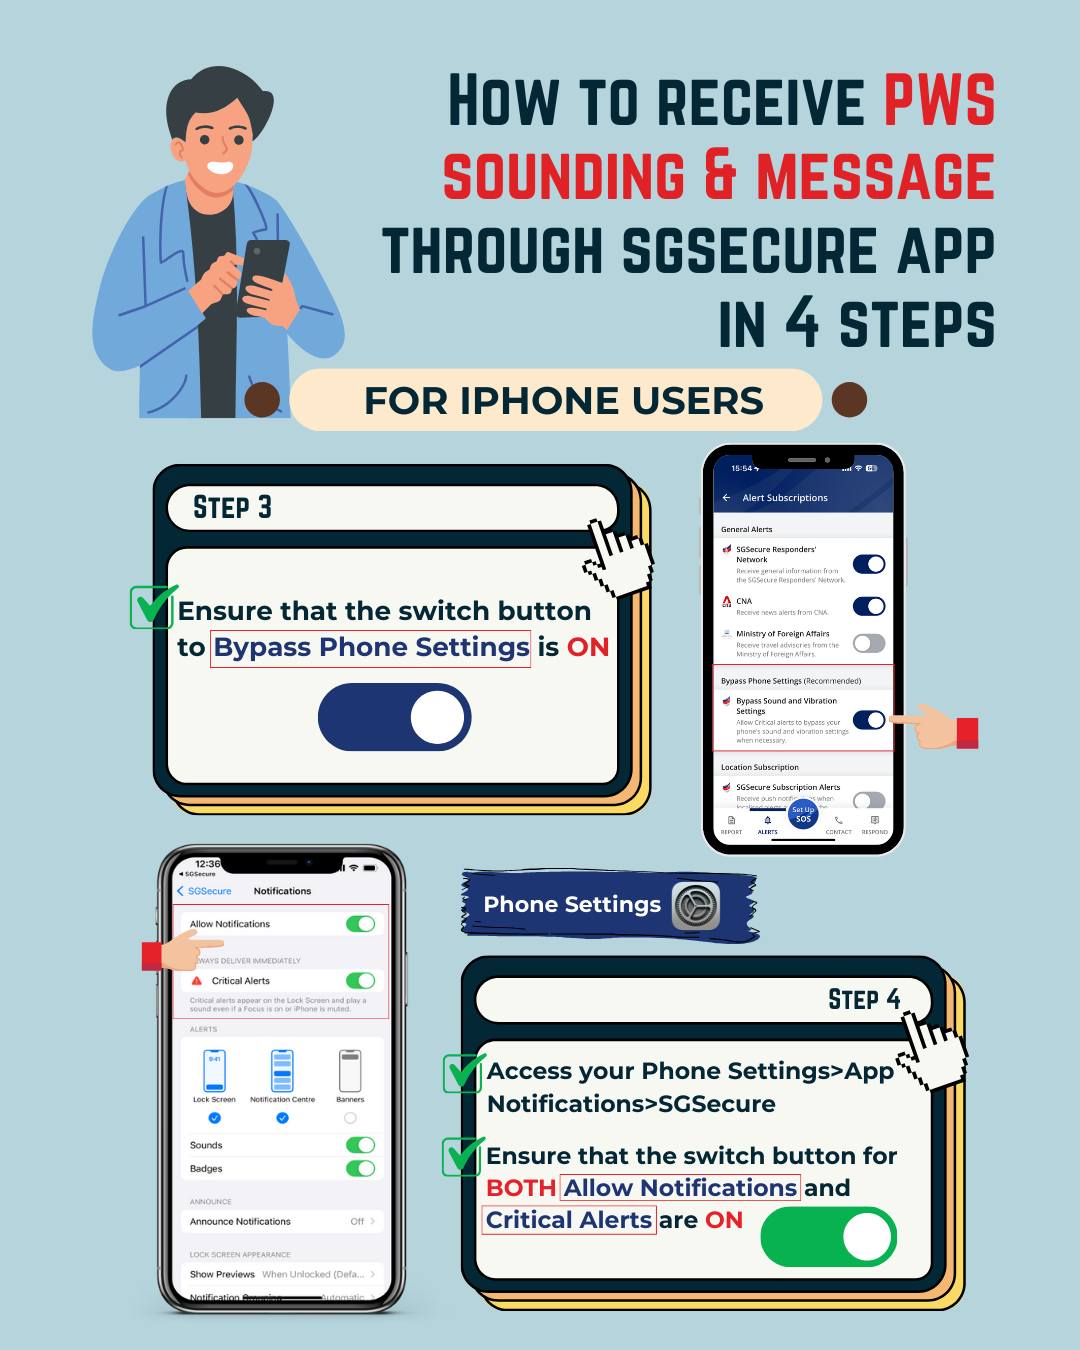 How to receive PWS
sounding & message
through SGSecure app
in 4 steps
FOR IPHONE USERS
Step 3
Ensure that the switch button
to Bypass Phone Settings is ON
15:54
Alert Subscriptions
General Alerts
SGSecure Responders'
Network
Receive general information from
the SGSecure Responders' Network.
CNA
Receive news alerts from CNA.
Ministry of Foreign Affairs
Receive travel advisories from the
Ministry of Foreign Affairs.
Bypass Phone Settings (Recommended)
Bypass Sound and Vibration
Settings
Allow Critical alerts to bypass your
phone's sound and vibration settings
when necessary.
Location Subscription
SGSecure Subscription Alerts
Receive push when
Set Up
SOS
REPORT
ALERTS
CONTACT
RESPOND
12:36
SGSecure
SGSecure
Notifications
Allow Notifications
WAYS DELIVER IMMEDIATELY
Critical Alerts
Critical alerts appear on the Lock Screen and play a
sound even if a Focus is on or iPhone is muted.
ALERTS
9:41
Lock Screen
Notification Centre
Banners
Sounds
Badges
ANNOUNCE
Announce Notifications Off
LOCK SCREEN APPEARANCE
Show Previews When Unlocked (Defa...
Notification Grouping Automatic
Phone Settings
Step 4
Access your Phone Settings>App
Notifications>SGSecure
Ensure that the switch button for
BOTH Allow Notifications and
Critical Alerts are ON